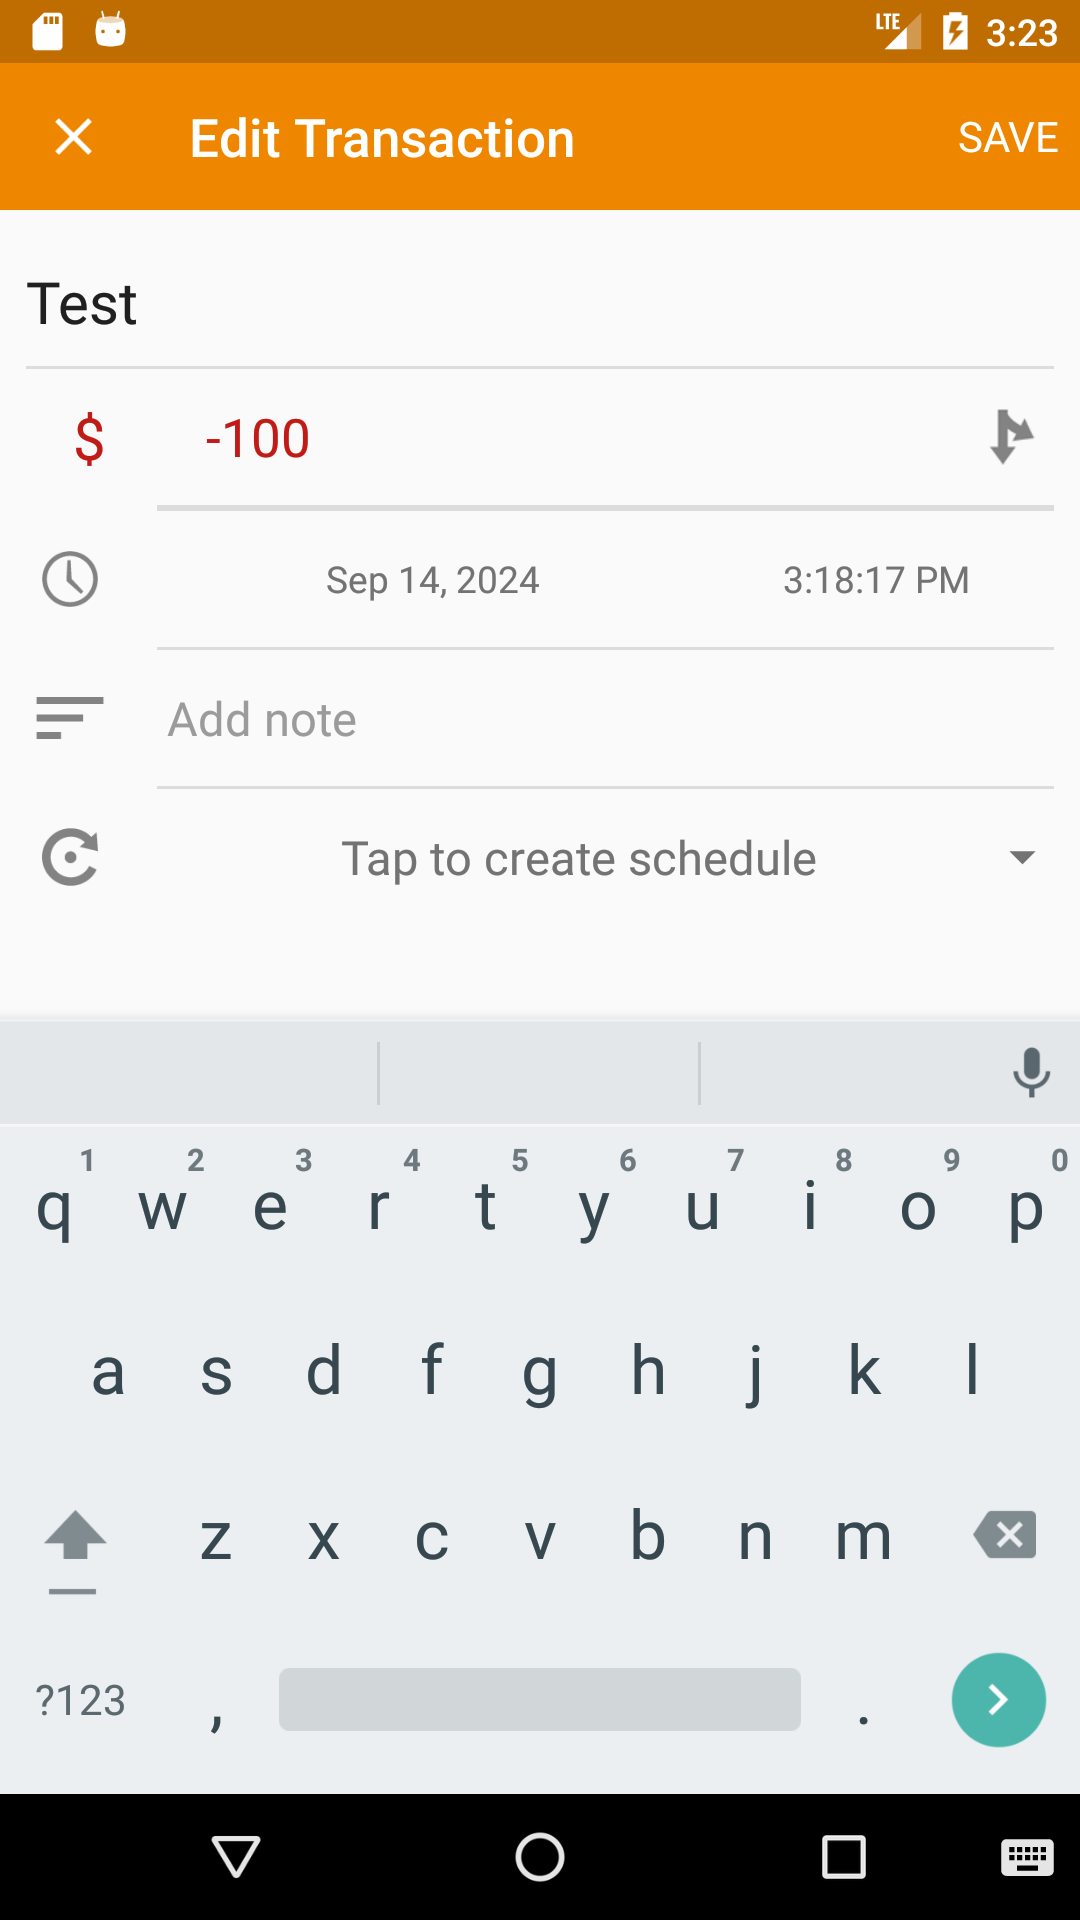 LTE 3:23
Edit Transaction SAVE
Test
$ -100
Sep 14, 2024 3:18:17 PM
Add note
Tap to create schedule
1 2 3 4 5 6 7 8 9 0
q w e r t y u i o p
a s d f g h j k l
z x c v b n m
?123 , .